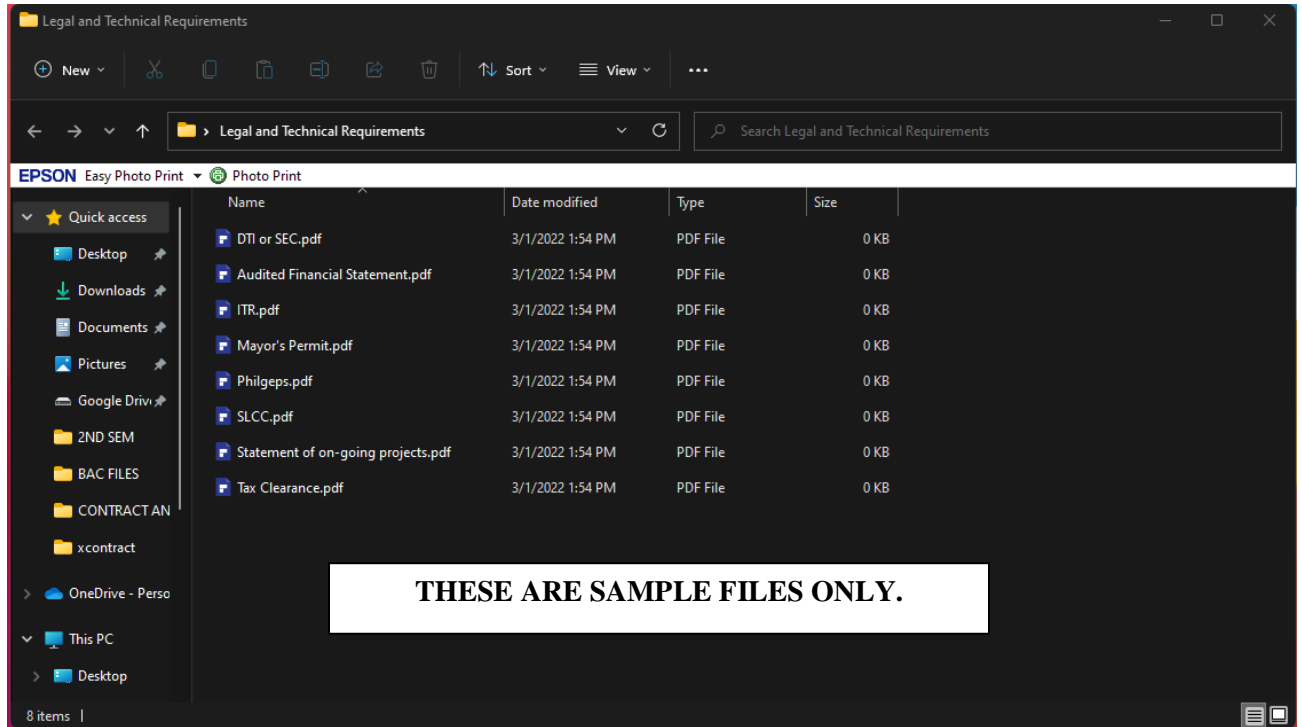 Legal and Technical Requirements
New
Sort
View
Legal and Technical Requirements
Search Legal and Technical Requirements
EPSON Easy Photo Print Photo Print
Name Date modified Type Size
Quick access
Desktop
Downloads
Documents
Pictures
Google Driv
2ND SEM
BAC FILES
CONTRACT AN
xcontract
OneDrive - Perso
This PC
Desktop
DTI or SEC.pdf 3/1/2022 1:54 PM PDF File 0 KB
Audited Financial Statement.pdf 3/1/2022 1:54 PM PDF File 0 KB
ITR.pdf 3/1/2022 1:54 PM PDF File 0 KB
Mayor's Permit.pdf 3/1/2022 1:54 PM PDF File 0 KB
Philgeps.pdf 3/1/2022 1:54 PM PDF File 0 KB
SLCC.pdf 3/1/2022 1:54 PM PDF File 0 KB
Statement of on-going projects.pdf 3/1/2022 1:54 PM PDF File 0 KB
Tax Clearance.pdf 3/1/2022 1:54 PM PDF File 0 KB
THESE ARE SAMPLE FILES ONLY.
8 items